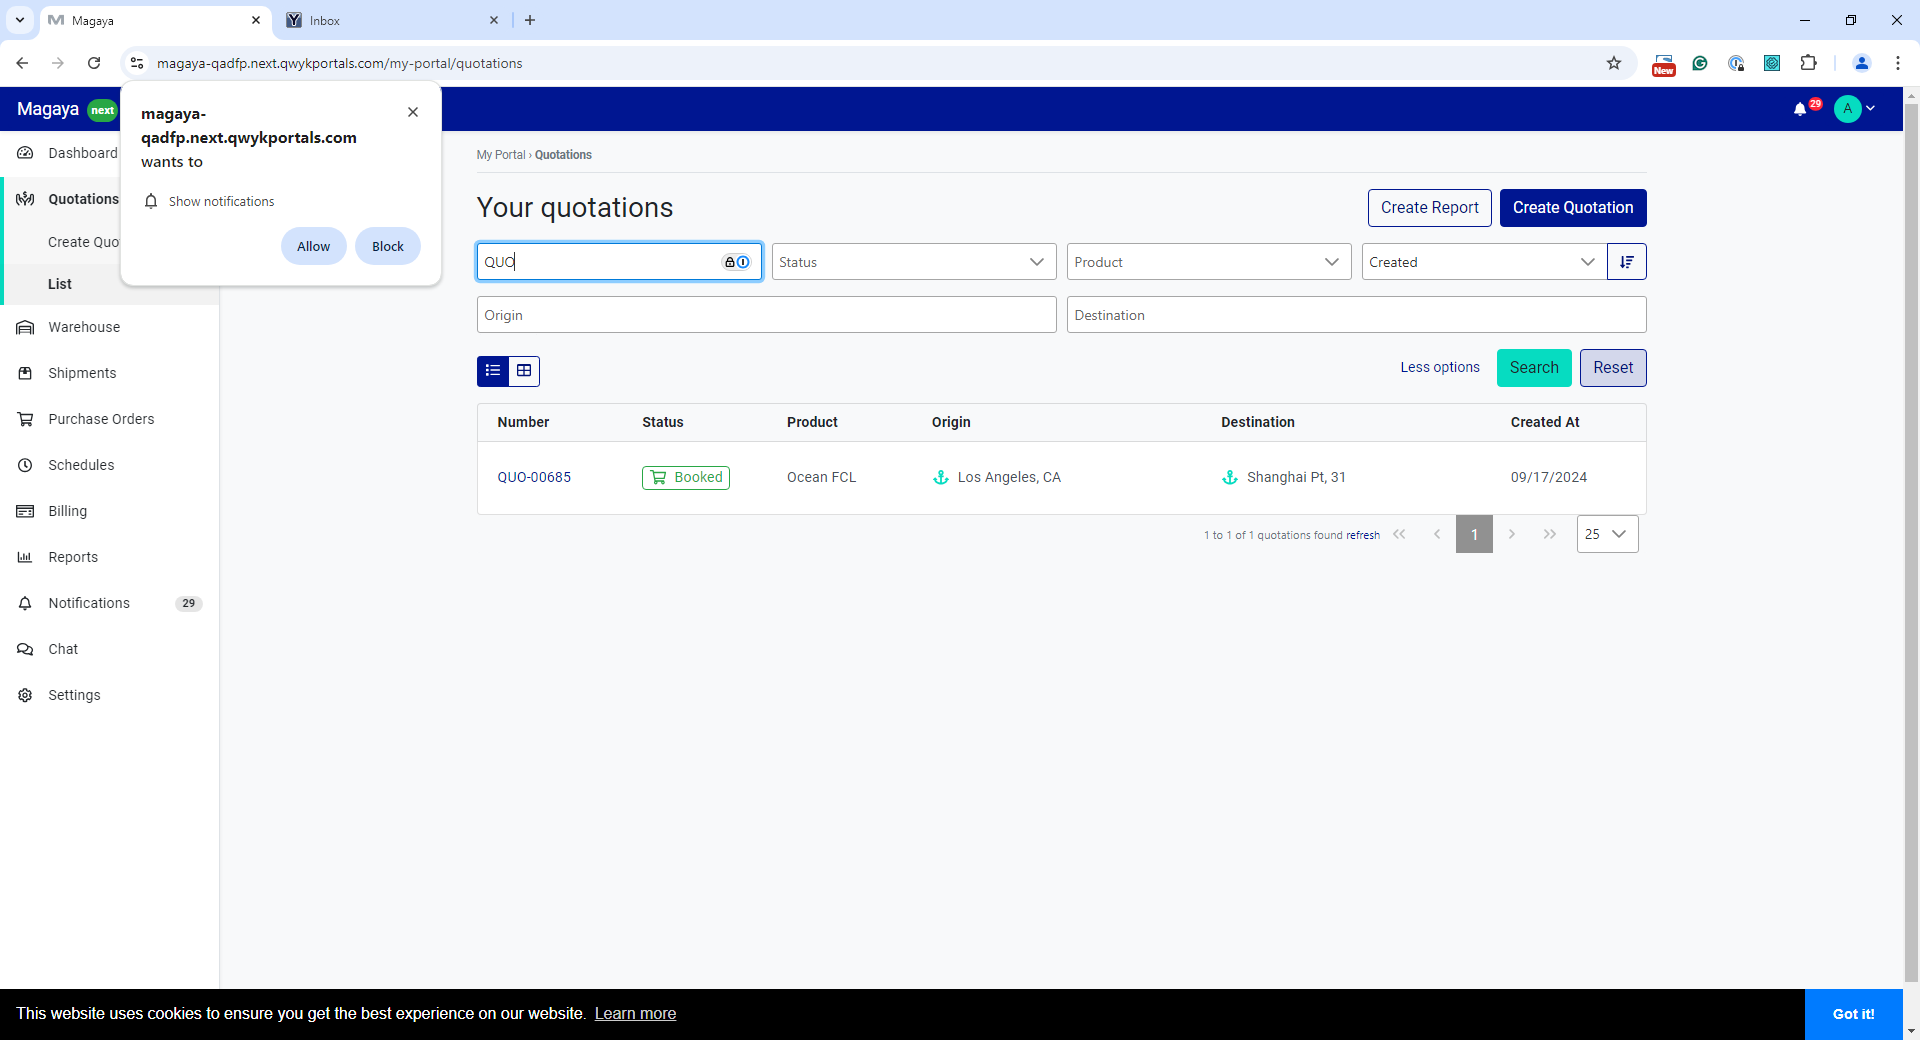 Magaya
Inbox
magaya-qadfp.next.qwykportals.com/my-portal/quotations
New
Magaya next
29
A
magaya-
qadfp.next.qwykportals.com
wants to
Show notifications
Allow
Block
Dashboard
Quotations
Create Quo
List
Warehouse
Shipments
Purchase Orders
Schedules
Billing
Reports
Notifications 29
Chat
Settings
My Portal › Quotations
Your quotations
Create Report
Create Quotation
QUO
Status
Product
Created
Origin
Destination
Less options
Search
Reset
Number Status Product Origin Destination Created At
QUO-00685 Booked Ocean FCL Los Angeles, CA Shanghai Pt, 31 09/17/2024
1 to 1 of 1 quotations found refresh 1 25
This website uses cookies to ensure you get the best experience on our website. Learn more
Got it!